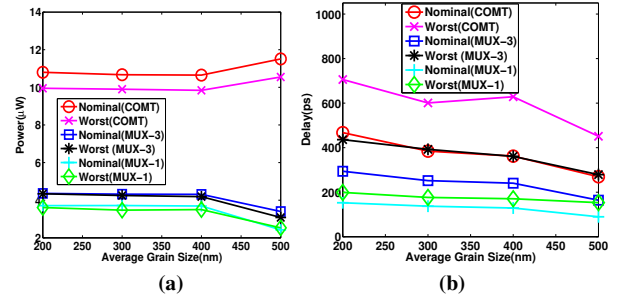 14
12
10
8
6
4
2
Power(μW)
Nominal(COMT)
Worst(COMT)
Nominal(MUX-3)
Worst (MUX-3)
Nominal(MUX-1)
Worst(MUX-1)
200 250 300 350 400 450 500
Average Grain Size(nm)
(a)
1000
800
600
400
200
0
Delay(ps)
Nominal(COMT)
Worst(COMT)
Nominal(MUX-3)
Worst (MUX-3)
Nominal(MUX-1)
Worst(MUX-1)
200 250 300 350 400 450 500
Average Grain Size(nm)
(b)